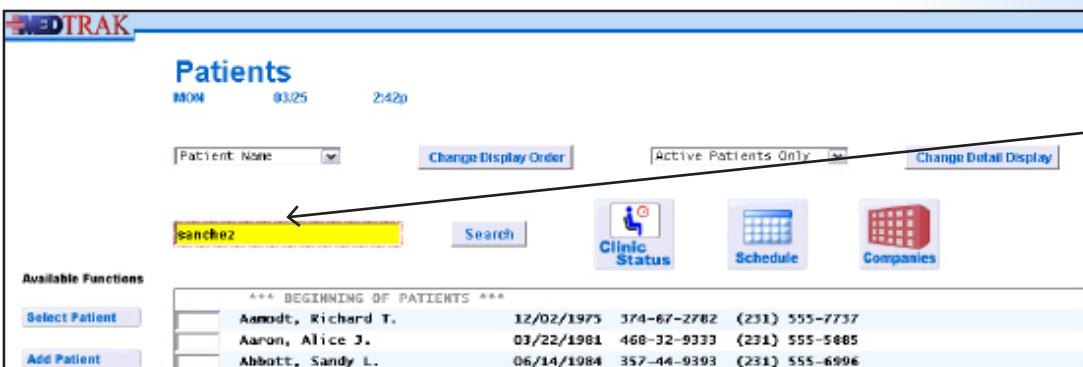 MEDTRAK
Patients
MON 03/25 2:42p
Patient Name Change Display Order Active Patients Only Change Detail Display
sanchez Search Clinic Status Schedule Companies
Available Functions
*** BEGINNING OF PATIENTS ***
Select Patient Aamodt, Richard T. 12/02/1975 374-67-2782 (231) 555-7737
Aaron, Alice J. 03/22/1981 468-32-9333 (231) 555-5885
Add Patient Abbott, Sandy L. 06/14/1984 357-44-9393 (231) 555-6996